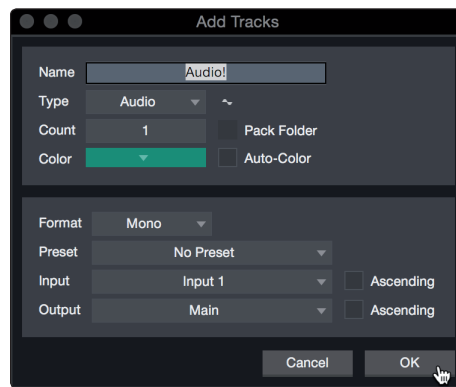 Add Tracks
Name Audio!
Type Audio
Count 1 Pack Folder
Color Auto-Color
Format Mono
Preset No Preset
Input Input 1 Ascending
Output Main Ascending
Cancel OK